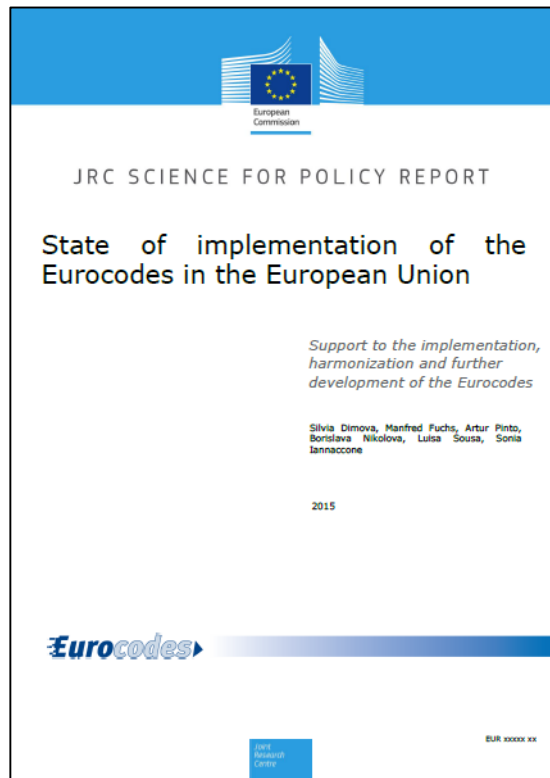 European
Commission
JRC SCIENCE FOR POLICY REPORT
State of implementation of the
Eurocodes in the European Union
Support to the implementation,
harmonization and further
development of the Eurocodes
Silvia Dimova, Manfred Fuchs, Artur Pinto,
Borislava Nikolova, Luisa Sousa, Sonia
Iannaccone
2015
Eurocodes
Joint
Research
Centre
EUR xxxxx xx